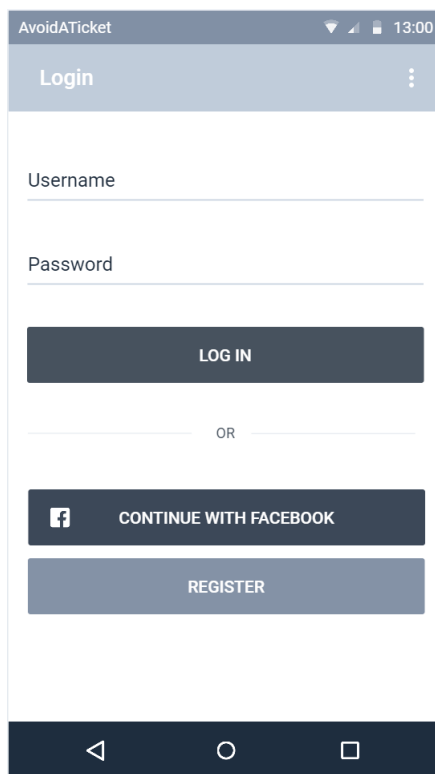 AvoidATicket 13:00
Login
Username
Password
LOG IN
OR
CONTINUE WITH FACEBOOK
REGISTER